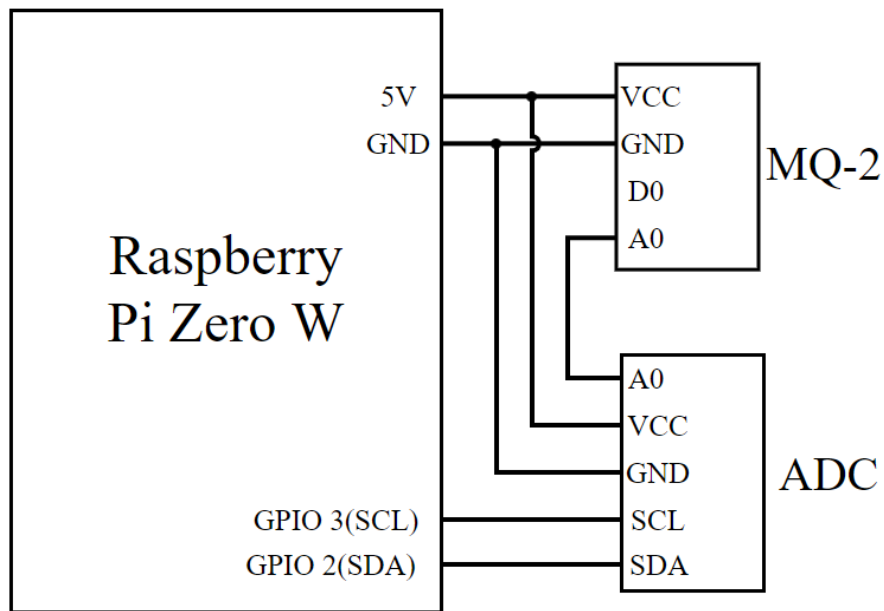 5V
GND
Raspberry
Pi Zero W
GPIO 3(SCL)
GPIO 2(SDA)
VCC
GND
D0
A0
MQ-2
A0
VCC
GND
SCL
SDA
ADC